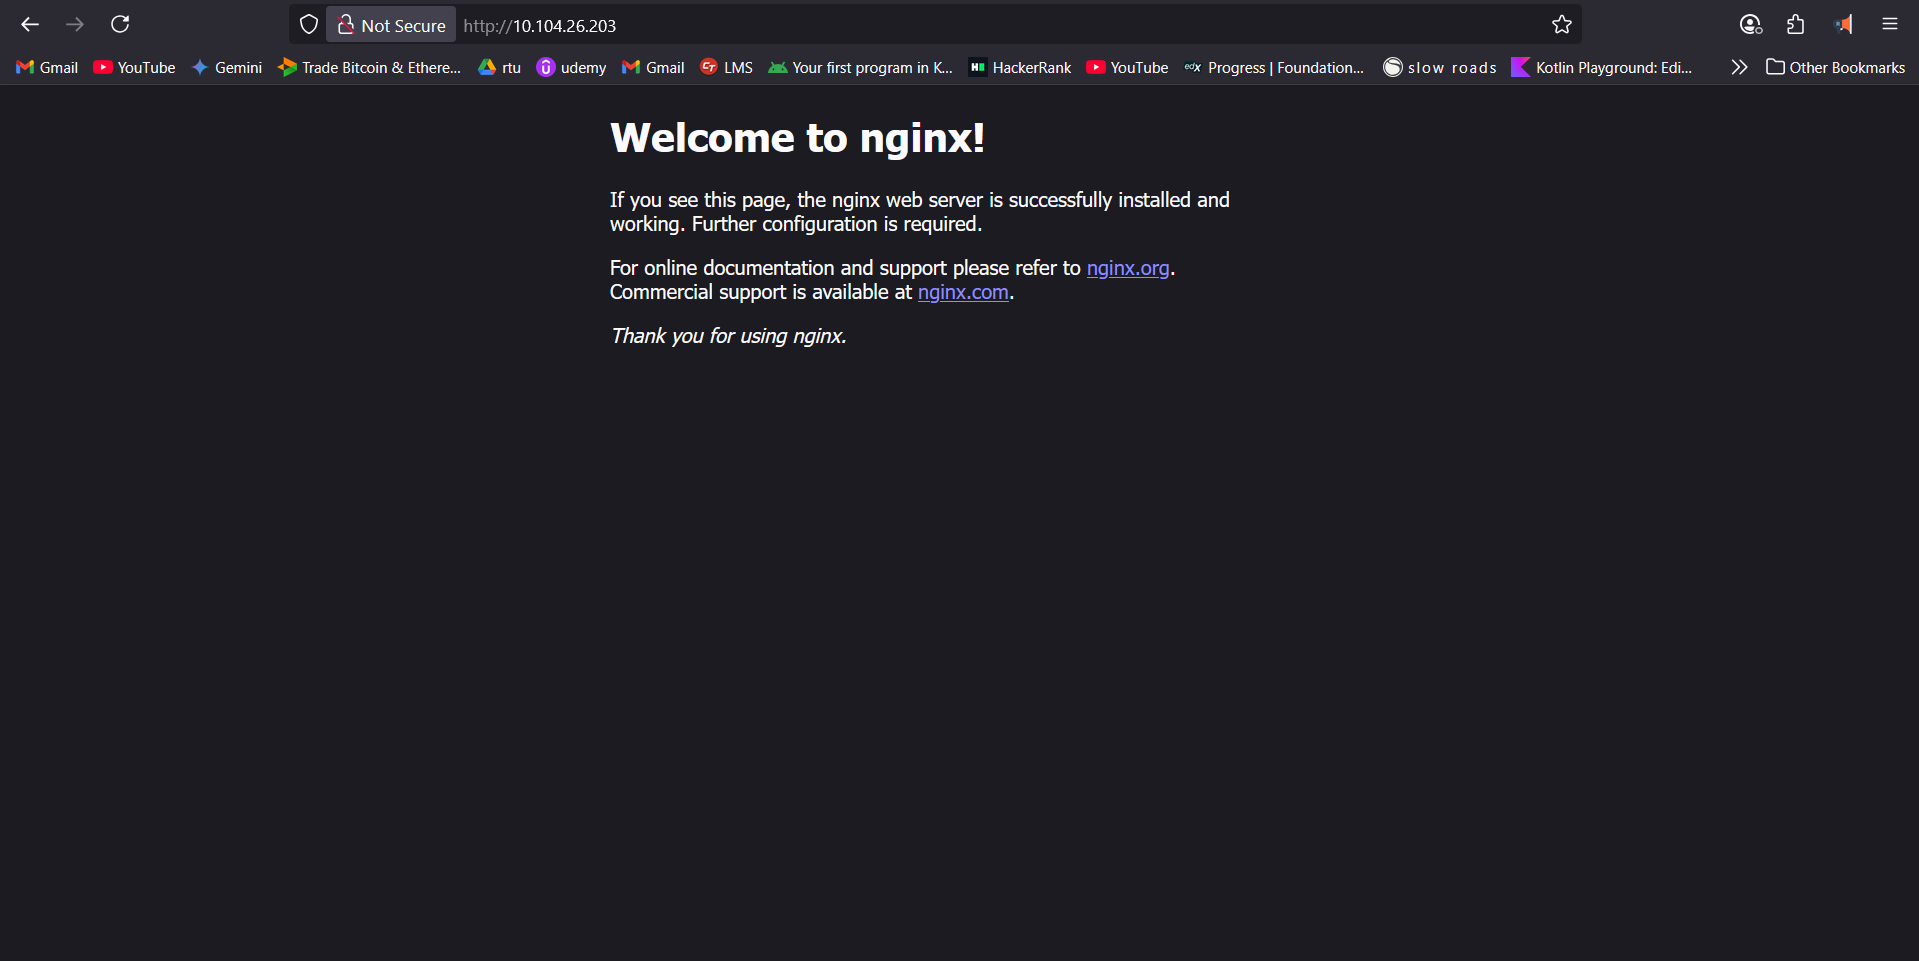 Not Secure http://10.104.26.203
Gmail YouTube Gemini Trade Bitcoin & Ethere... rtu udemy Gmail LMS Your first program in K... HackerRank YouTube edX Progress | Foundation... slow roads Kotlin Playground: Edi... Other Bookmarks
Welcome to nginx!
If you see this page, the nginx web server is successfully installed and
working. Further configuration is required.
For online documentation and support please refer to nginx.org.
Commercial support is available at nginx.com.
Thank you for using nginx.